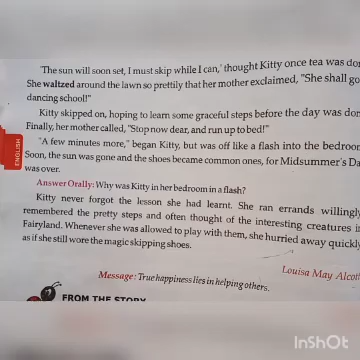 'The sun will soon set, I must skip while I can,' thought Kitty once tea was don
She waltzed around the lawn so prettily that her mother exclaimed, "She shall go
dancing school!"
Kitty skipped on, hoping to learn some graceful steps before the day was don
Finally, her mother called, "Stop now dear, and run up to bed!"
"A few minutes more," began Kitty, but was off like a flash into the bedroom
Soon, the sun was gone and the shoes became common ones, for Midsummer's Da
was over.
Answer Orally: Why was Kitty in her bedroom in a flash?
Kitty never forgot the lesson she had learnt. She ran errands willingly
remembered the pretty steps and often thought of the interesting creatures i
Fairyland. Whenever she was allowed to play with them, she hurried away quickly
as if she still wore the magic skipping shoes.
Louisa May Alcot
Message: True happiness lies in helping others.
FROM THE STORY
ENGLISH
InShOt